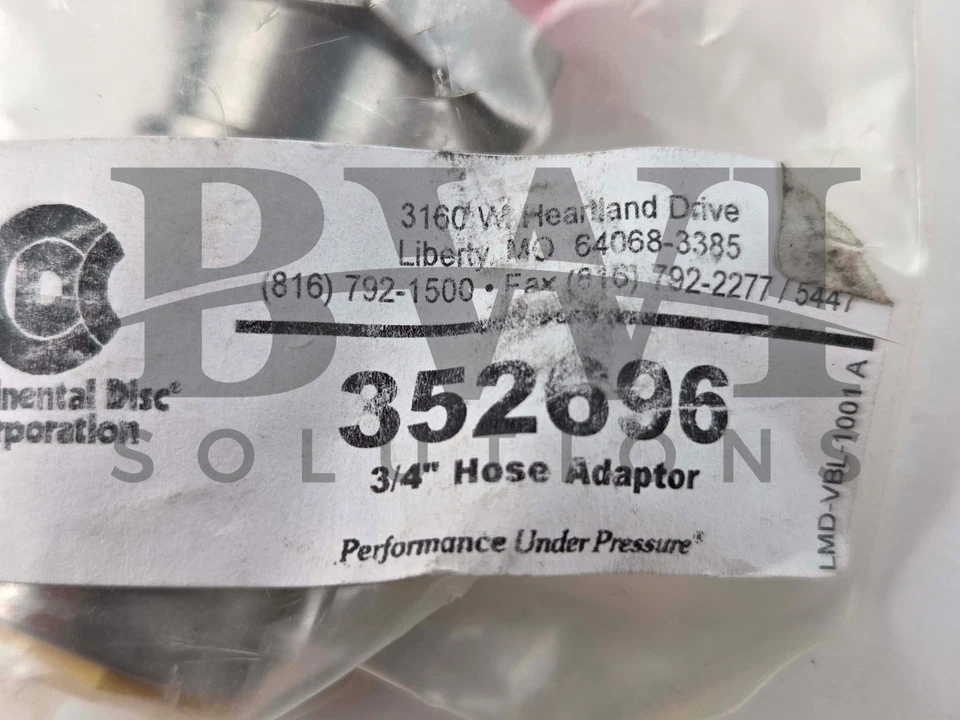 3160 W. Heartland Drive
Liberty, MO 64068-3385
(816) 792-1500 • Fax (816) 792-2277 / 5447
inental Disc®
rporation
352696
3/4" Hose Adaptor
Performance Under Pressure®
LMD-VBL-1001 A
BWI
SOLUTIONS